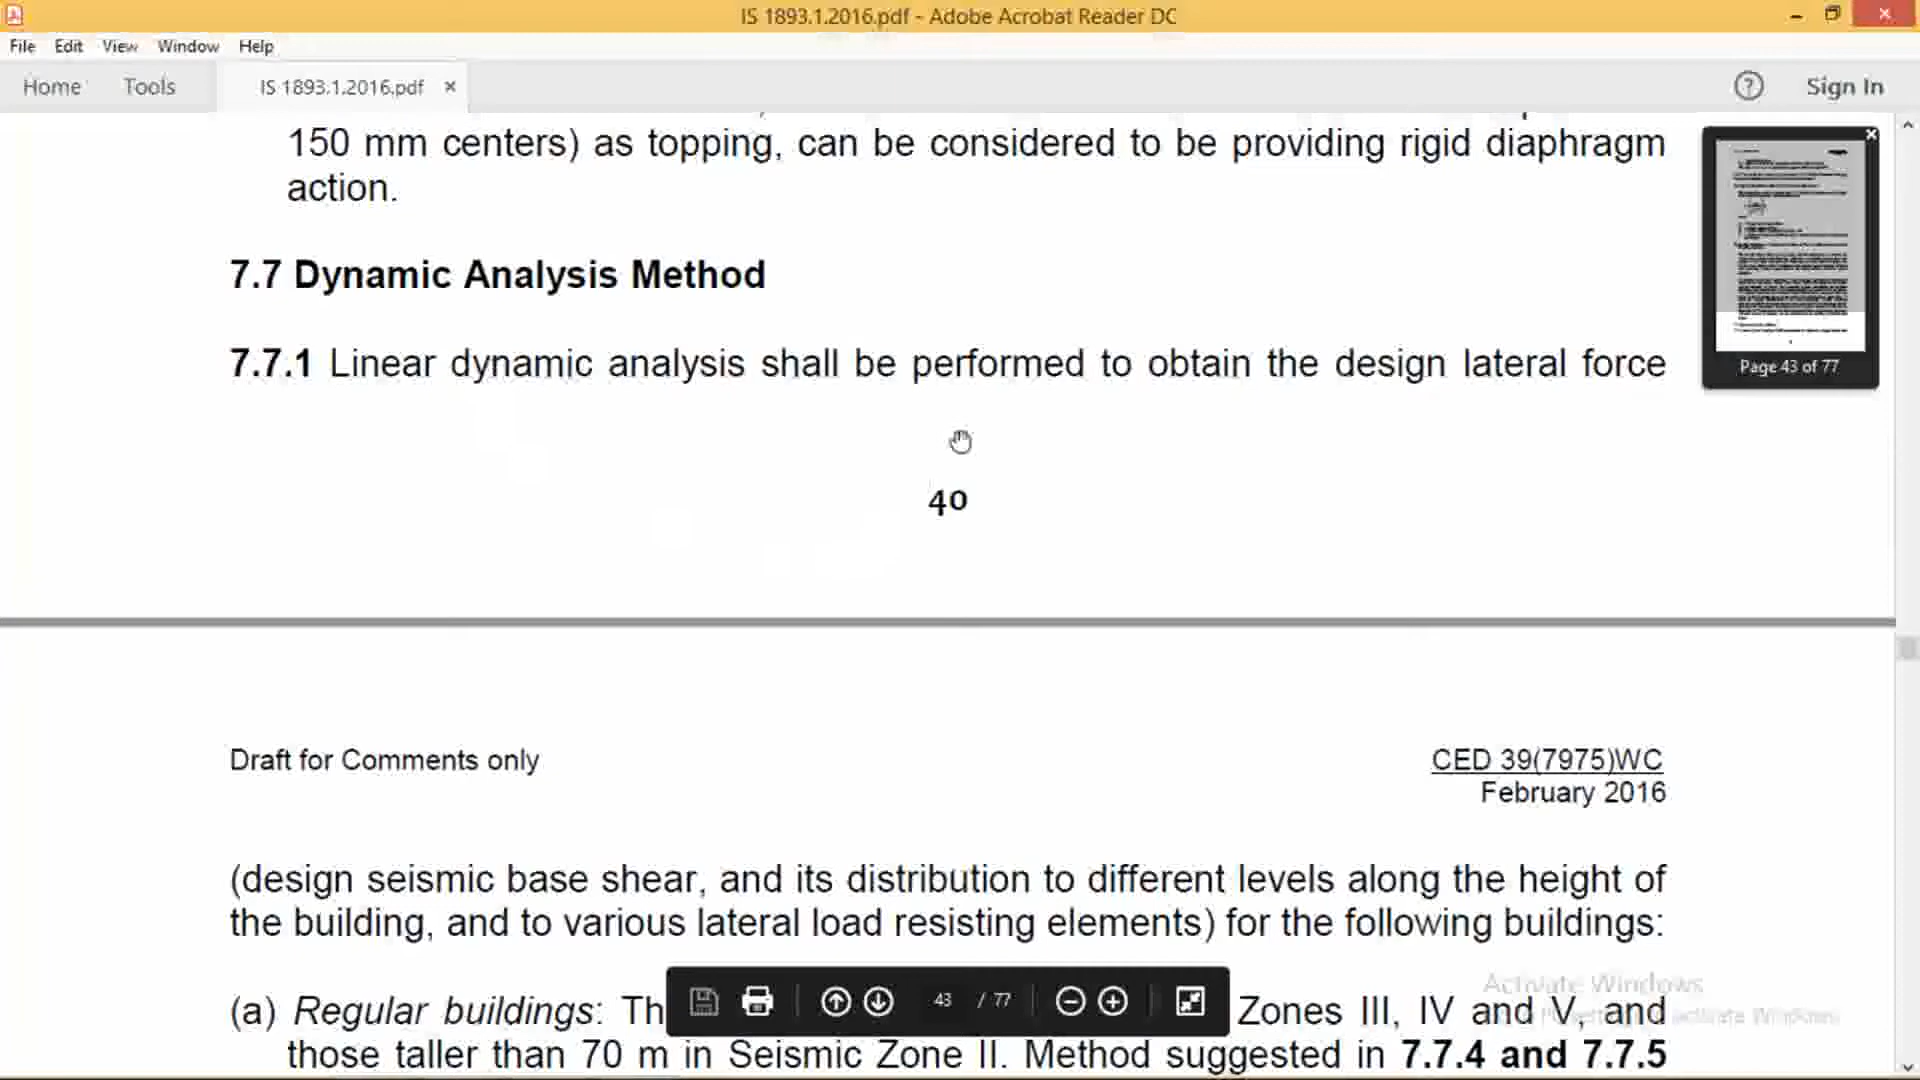 IS 1893.1.2016.pdf - Adobe Acrobat Reader DC
File Edit View Window Help
Home Tools IS 1893.1.2016.pdf × ? Sign In
150 mm centers) as topping, can be considered to be providing rigid diaphragm
action.
7.7 Dynamic Analysis Method
7.7.1 Linear dynamic analysis shall be performed to obtain the design lateral force
Page 43 of 77
40
Draft for Comments only CED 39(7975)WC
February 2016
(design seismic base shear, and its distribution to different levels along the height of
the building, and to various lateral load resisting elements) for the following buildings:
(a) Regular buildings: Th Zones III, IV and V, and
43 / 77
Activate Windows
those taller than 70 m in Seismic Zone II. Method suggested in 7.7.4 and 7.7.5